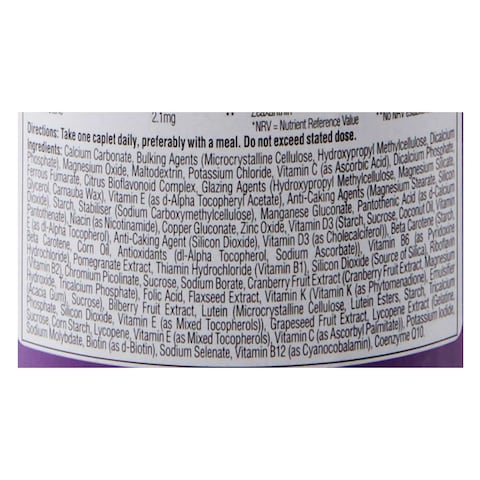 2.1mg
Zeaxanthin
*NRV = Nutrient Reference Value
**No NRV
Directions: Take one caplet daily, preferably with a meal. Do not exceed stated dose.
Ingredients: Calcium Carbonate, Bulking Agents (Microcrystalline Cellulose, Hydroxypropyl Methylcellulose, Dicalcium
Phosphate), Magnesium Oxide, Maltodextrin, Potassium Chloride, Vitamin C (as Ascorbic Acid), Dicalcium Phosphate,
Ferrous Fumarate, Citrus Bioflavonoid Complex, Glazing Agents (Hydroxypropyl Methylcellulose, Magnesium Silicate,
Glycerol, Carnauba Wax), Vitamin E (as d-Alpha Tocopheryl Acetate), Anti-Caking Agents (Magnesium Stearate, Silicon
Dioxide), Starch, Stabiliser (Sodium Carboxymethylcellulose), Manganese Gluconate, Pantothenic Acid (as d-Calcium
Pantothenate), Niacin (as Nicotinamide), Copper Gluconate, Zinc Oxide, Vitamin D3 (Starch, Sucrose, Coconut Oil, Vitamin
E (as d-Alpha Tocopherol), Anti-Caking Agent (Silicon Dioxide), Vitamin D3 (as Cholecalciferol)), Beta Carotene (Starch,
Beta Carotene, Corn Oil, Antioxidants (dl-Alpha Tocopherol, Sodium Ascorbate)), Vitamin B6 (as Pyridoxine
Hydrochloride), Pomegranate Extract, Thiamin Hydrochloride (Vitamin B1), Silicon Dioxide (Source of Silica), Riboflavin
(Vitamin B2), Chromium Picolinate, Sucrose, Sodium Borate, Cranberry Fruit Extract (Cranberry Fruit Extract, Magnesium
Hydroxide, Tricalcium Phosphate), Folic Acid, Flaxseed Extract, Vitamin K (Vitamin K (as Phytomenadione), Emulsifier
(Acacia Gum), Sucrose), Bilberry Fruit Extract, Lutein (Microcrystalline Cellulose, Lutein Esters, Starch, Tricalcium
Phosphate, Silicon Dioxide, Vitamin E (as Mixed Tocopherols)), Grapeseed Fruit Extract, Lycopene Extract (Gelatine,
Sucrose, Corn Starch, Lycopene, Vitamin E (as Mixed Tocopherols), Vitamin C (as Ascorbyl Palmitate)), Potassium Iodide,
Sodium Molybdate, Biotin (as d-Biotin), Sodium Selenate, Vitamin B12 (as Cyanocobalamin), Coenzyme Q10.